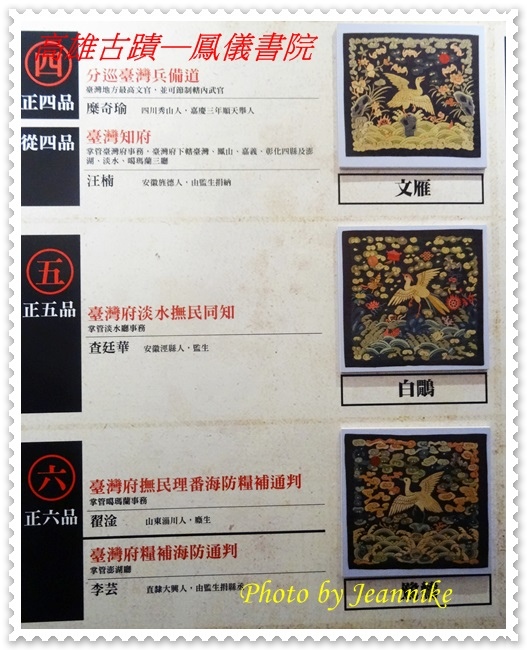 高雄古蹟—鳳儀書院
四
正四品
分巡臺灣兵備道
臺灣地方最高文官，並可節制轄內武官
糜奇瑜 四川秀山人，嘉慶三年順天舉人
從四品
臺灣知府
掌管臺灣府事務，臺灣府下轄臺灣、鳳山、嘉義、彰化四縣及澎
湖、淡水、噶瑪蘭三廳
汪楠 安徽旌德人，由監生捐納
文雁
五
正五品
臺灣府淡水撫民同知
掌管淡水廳事務
查廷華 安徽涇縣人，監生
白鷴
六
正六品
臺灣府撫民理番海防糧補通判
掌管噶瑪蘭事務
翟淦 山東淄川人，廕生
臺灣府糧補海防通判
掌管澎湖廳
李芸 直隸大興人，由監生捐縣丞
Photo by Jeannike